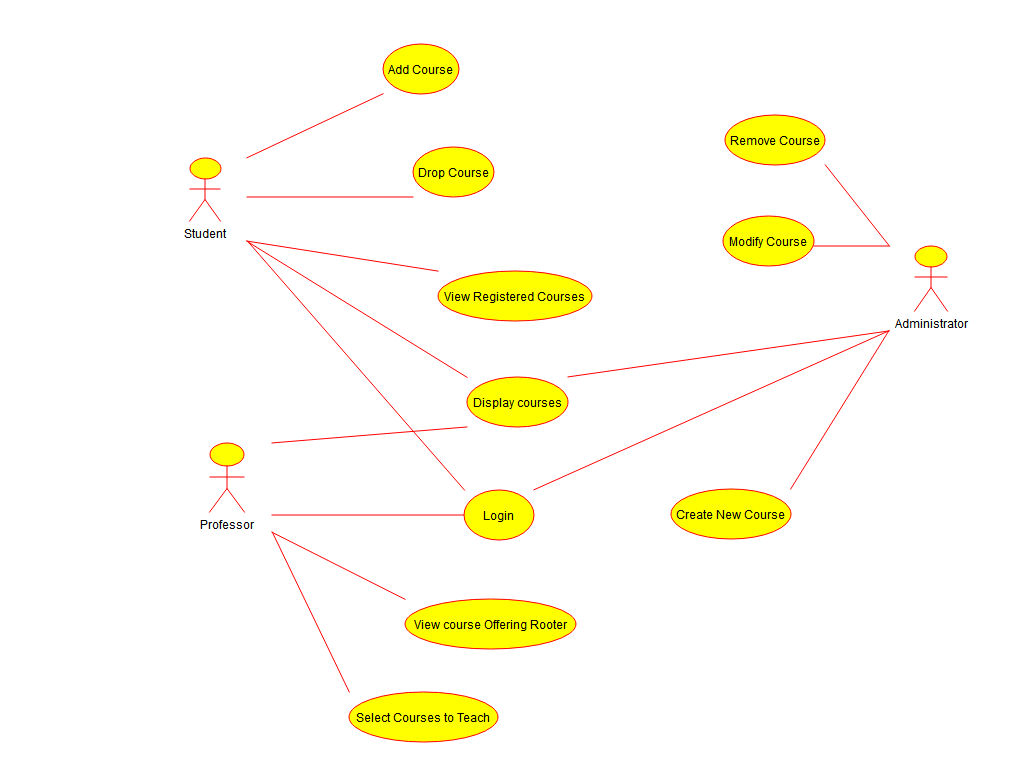 Add Course
Remove Course
Drop Course
Student
Modify Course
View Registered Courses
Administrator
Display courses
Professor
Login
Create New Course
View course Offering Rooter
Select Courses to Teach